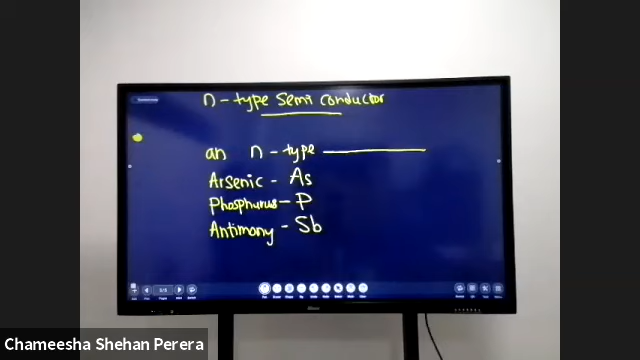 n - type Semi conductor
an n - type
Arsenic - As
Phosphurus - P
Antimony - Sb
Chameesha Shehan Perera